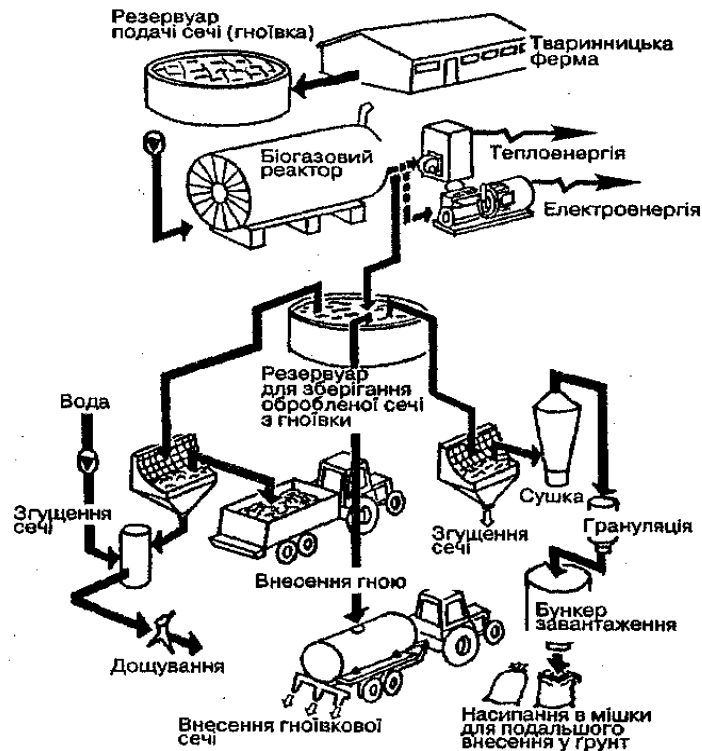 Резервуар
подачі сечі (гноївка)
Тваринницька
ферма
Біогазовий
реактор
Теплоенергія
Електроенергія
Резервуар
для зберігання
обробленої сечі
з гноївки
Вода
Згущення
сечі
Сушка
Згущення
сечі
Грануляція
Внесення гною
Бункер
завантаження
Дощування
Внесення гноївкової
сечі
Насипання в мішки
для подальшого
внесення у ґрунт